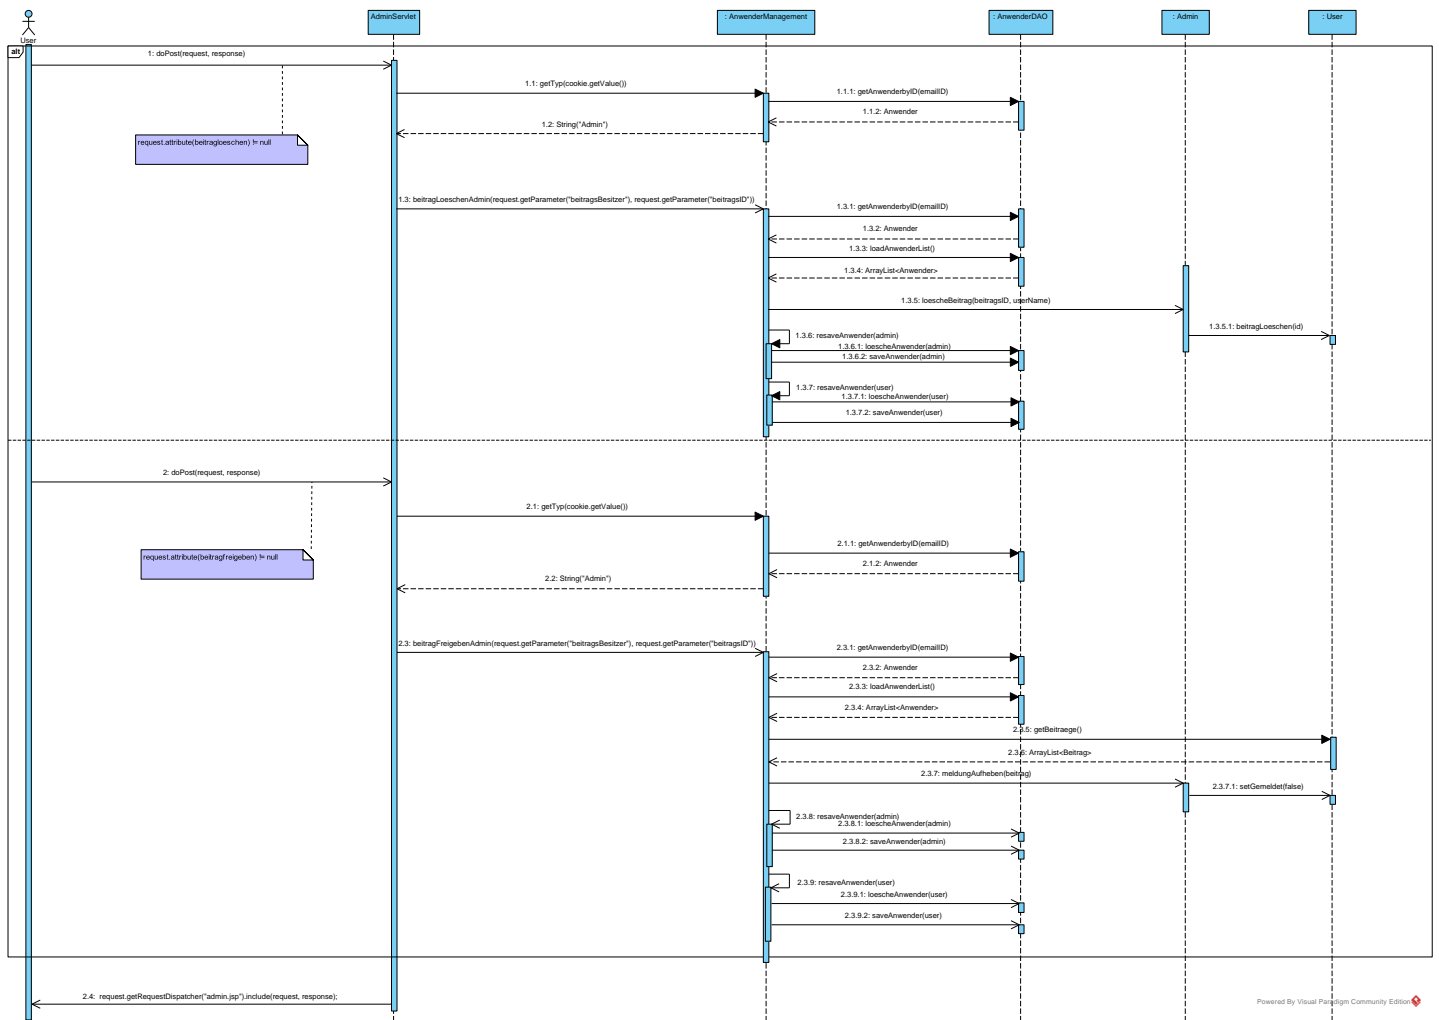 AdminServlet
: AnwenderManagement
: AnwenderDAO
: Admin
: User
User
alt
1: doPost(request, response)
1.1: getTyp(cookie.getValue())
1.1.1: getAnwenderbyID(emailID)
1.1.2: Anwender
1.2: String("Admin")
request.attribute(beitragloeschen) != null
1.3: beitragLoeschenAdmin(request.getParameter("beitragsBesitzer"), request.getParameter("beitragsID"))
1.3.1: getAnwenderbyID(emailID)
1.3.2: Anwender
1.3.3: loadAnwenderList()
1.3.4: ArrayList<Anwender>
1.3.5: loescheBeitrag(beitragsID, userName)
1.3.5.1: beitragLoeschen(id)
1.3.6: resaveAnwender(admin)
1.3.6.1: loescheAnwender(admin)
1.3.6.2: saveAnwender(admin)
1.3.7: resaveAnwender(user)
1.3.7.1: loescheAnwender(user)
1.3.7.2: saveAnwender(user)
2: doPost(request, response)
2.1: getTyp(cookie.getValue())
2.1.1: getAnwenderbyID(emailID)
request.attribute(beitragfreigeben) != null
2.1.2: Anwender
2.2: String("Admin")
2.3: beitragFreigebenAdmin(request.getParameter("beitragsBesitzer"), request.getParameter("beitragsID"))
2.3.1: getAnwenderbyID(emailID)
2.3.2: Anwender
2.3.3: loadAnwenderList()
2.3.4: ArrayList<Anwender>
2.3.5: getBeitraege()
2.3.6: ArrayList<Beitrag>
2.3.7: meldungAufheben(beitrag)
2.3.7.1: setGemeldet(false)
2.3.8: resaveAnwender(admin)
2.3.8.1: loescheAnwender(admin)
2.3.8.2: saveAnwender(admin)
2.3.9: resaveAnwender(user)
2.3.9.1: loescheAnwender(user)
2.3.9.2: saveAnwender(user)
2.4: request.getRequestDispatcher("admin.jsp").include(request, response);
Powered By Visual Paradigm Community Edition